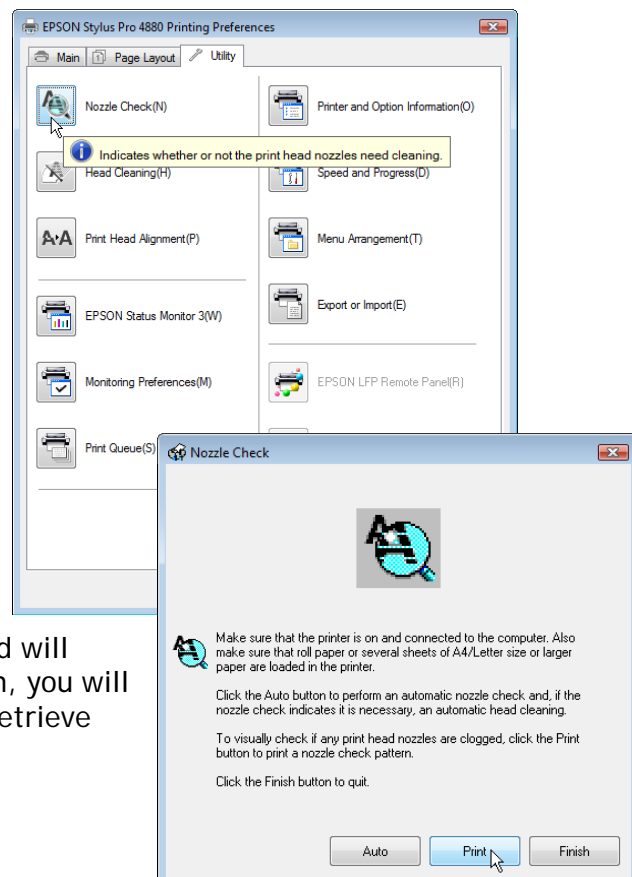 EPSON Stylus Pro 4880 Printing Preferences
Main
Page Layout
Utility
Nozzle Check(N)
Printer and Option Information(O)
Indicates whether or not the print head nozzles need cleaning.
Head Cleaning(H)
Speed and Progress(D)
Print Head Alignment(P)
Menu Arrangement(T)
EPSON Status Monitor 3(W)
Export or Import(E)
Monitoring Preferences(M)
EPSON LFP Remote Panel(R)
Print Queue(S)
Nozzle Check
d will
n, you will
etrieve
Make sure that the printer is on and connected to the computer. Also
make sure that roll paper or several sheets of A4/Letter size or larger
paper are loaded in the printer.
Click the Auto button to perform an automatic nozzle check and, if the
nozzle check indicates it is necessary, an automatic head cleaning.
To visually check if any print head nozzles are clogged, click the Print
button to print a nozzle check pattern.
Click the Finish button to quit.
Auto
Print
Finish